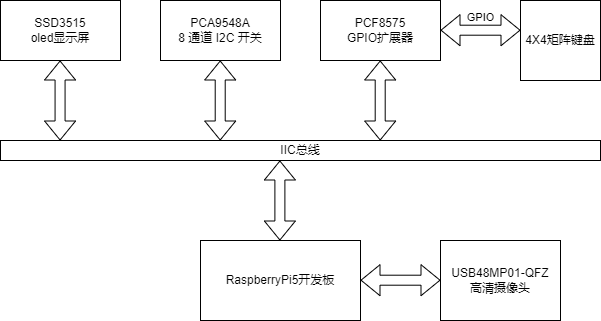 SSD3515
oled显示屏
PCA9548A
8 通道 I2C 开关
PCF8575
GPIO扩展器
GPIO
4X4矩阵键盘
IIC总线
RaspberryPi5开发板
USB48MP01-QFZ
高清摄像头